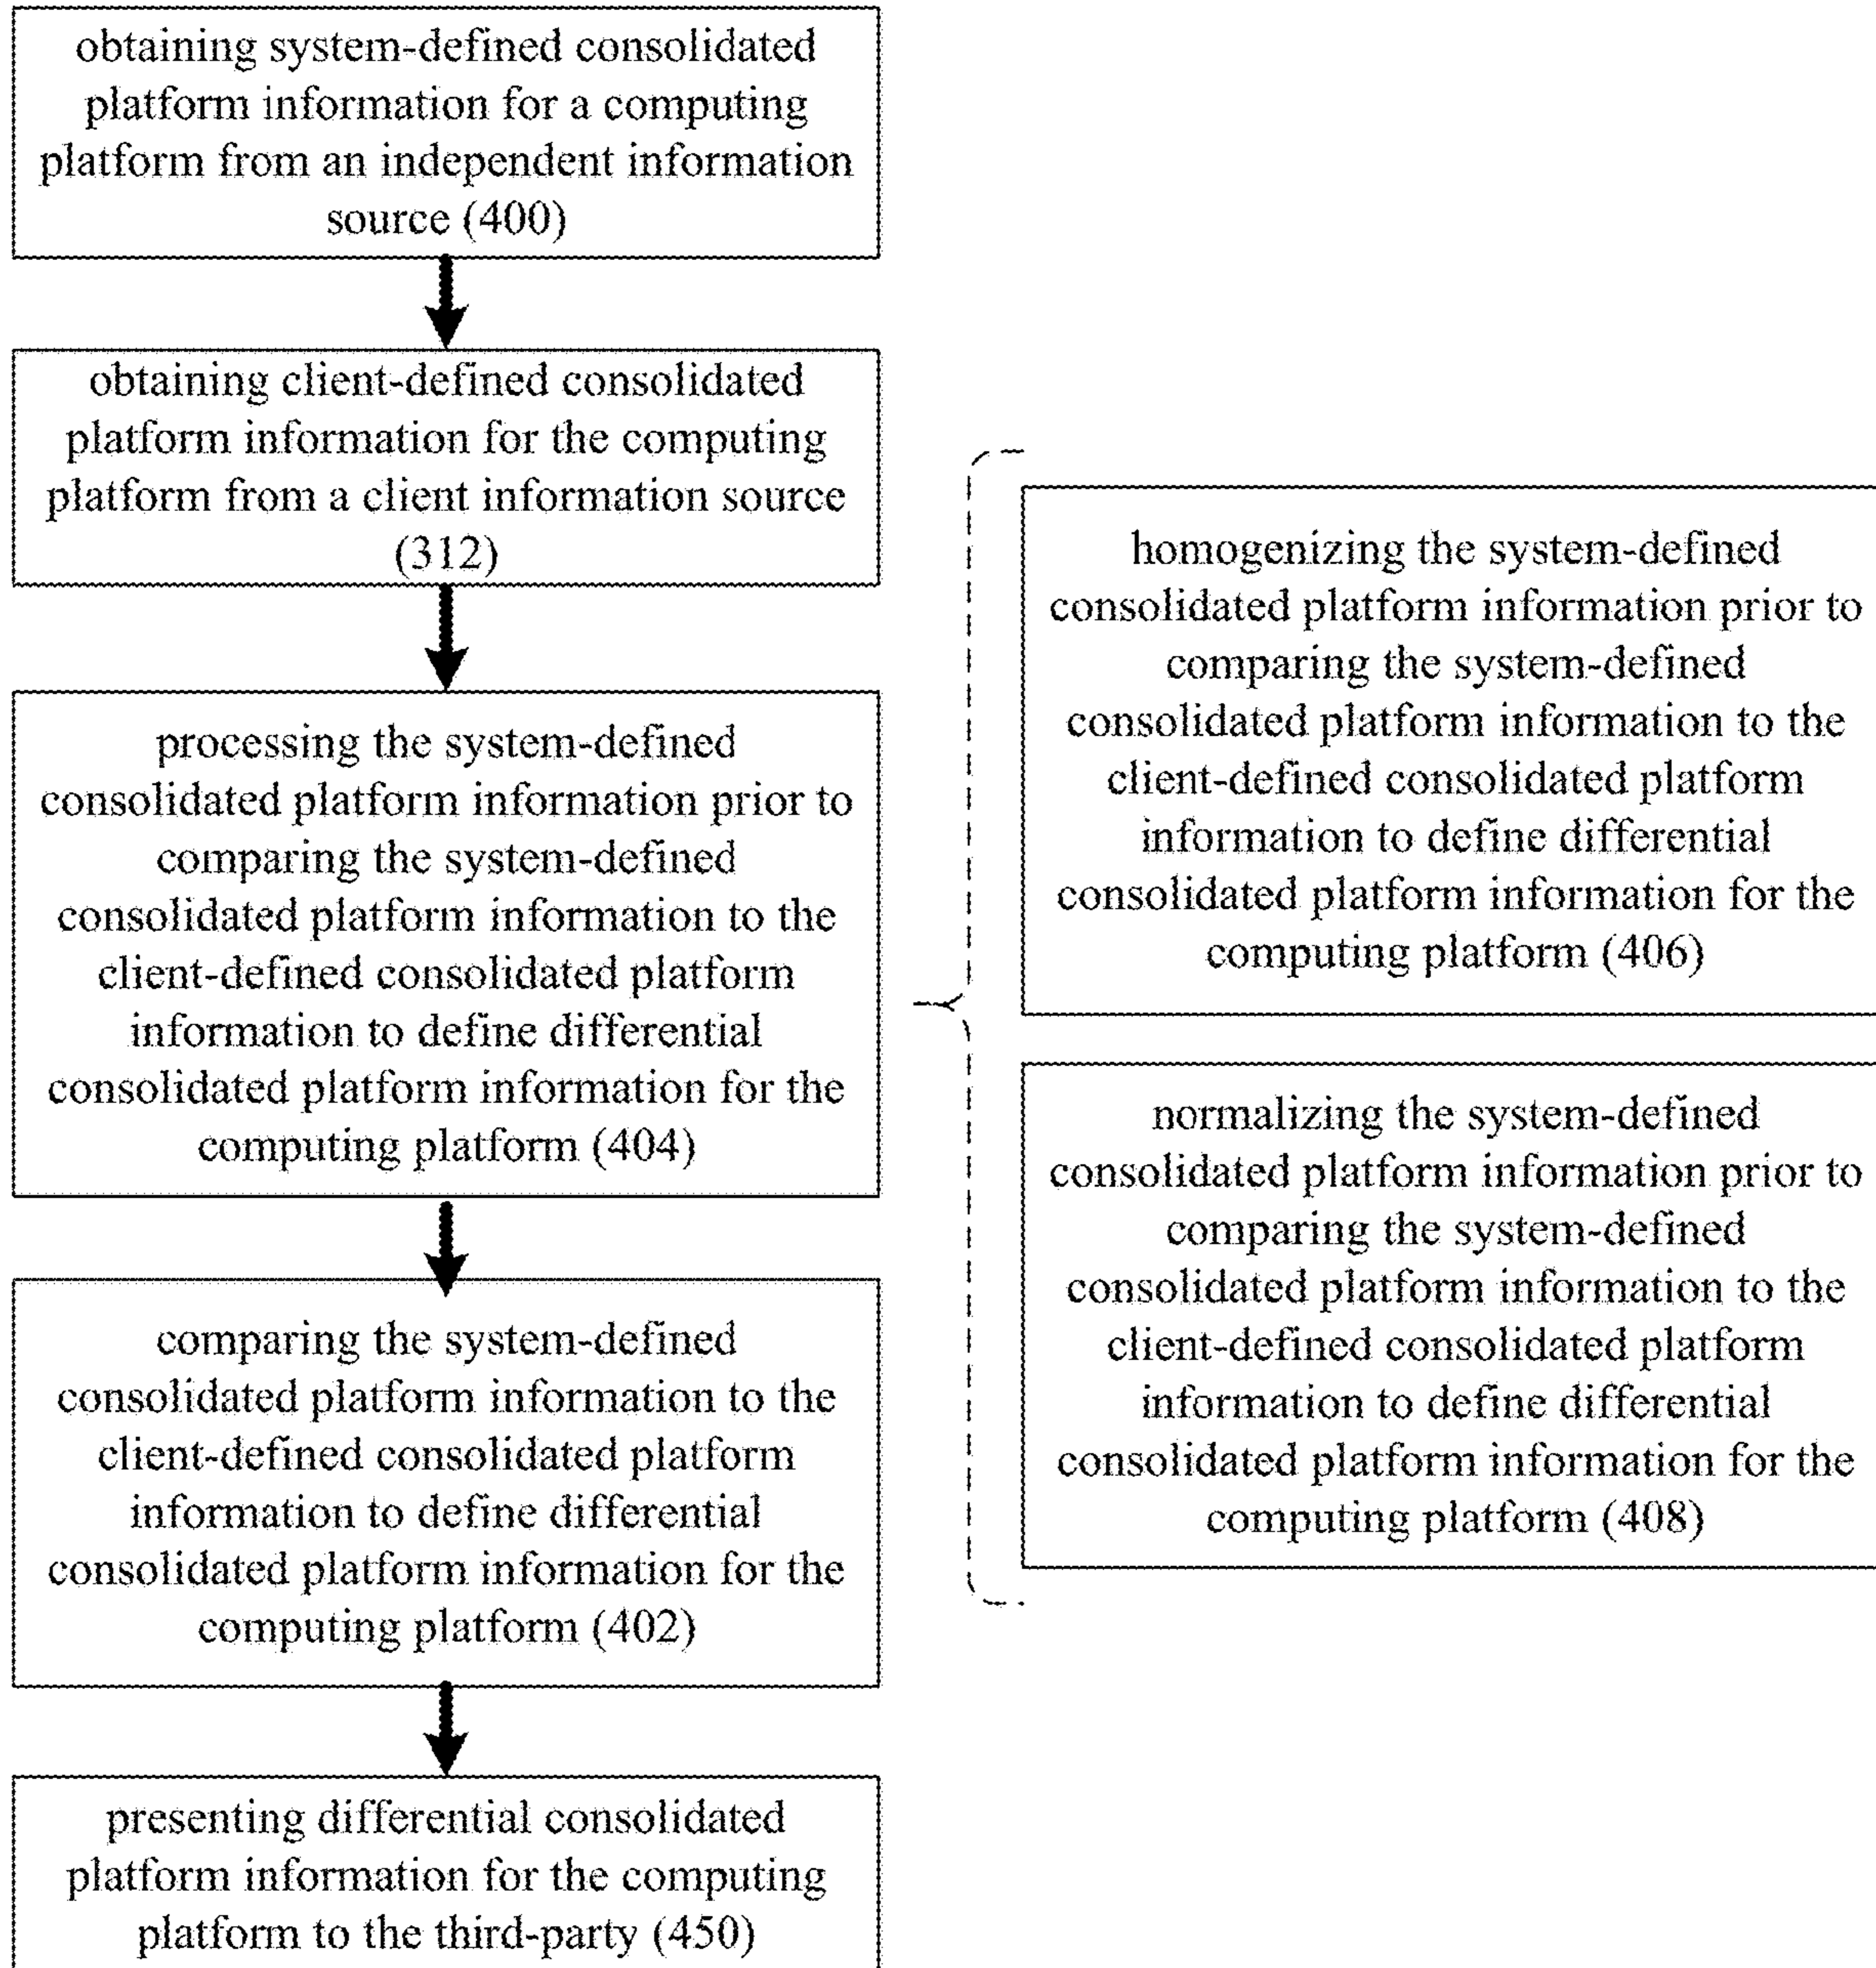 obtaining system-defined consolidated
platform information for a computing
platform from an independent information
source (400)
obtaining client-defined consolidated
platform information for the computing
platform from a client information source
(312)
processing the system-defined
consolidated platform information prior to
comparing the system-defined
consolidated platform information to the
client-defined consolidated platform
information to define differential
consolidated platform information for the
computing platform (404)
homogenizing the system-defined
consolidated platform information prior to
comparing the system-defined
consolidated platform information to the
client-defined consolidated platform
information to define differential
consolidated platform information for the
computing platform (406)
normalizing the system-defined
consolidated platform information prior to
comparing the system-defined
consolidated platform information to the
client-defined consolidated platform
information to define differential
consolidated platform information for the
computing platform (408)
comparing the system-defined
consolidated platform information to the
client-defined consolidated platform
information to define differential
consolidated platform information for the
computing platform (402)
presenting differential consolidated
platform information for the computing
platform to the third-party (450)